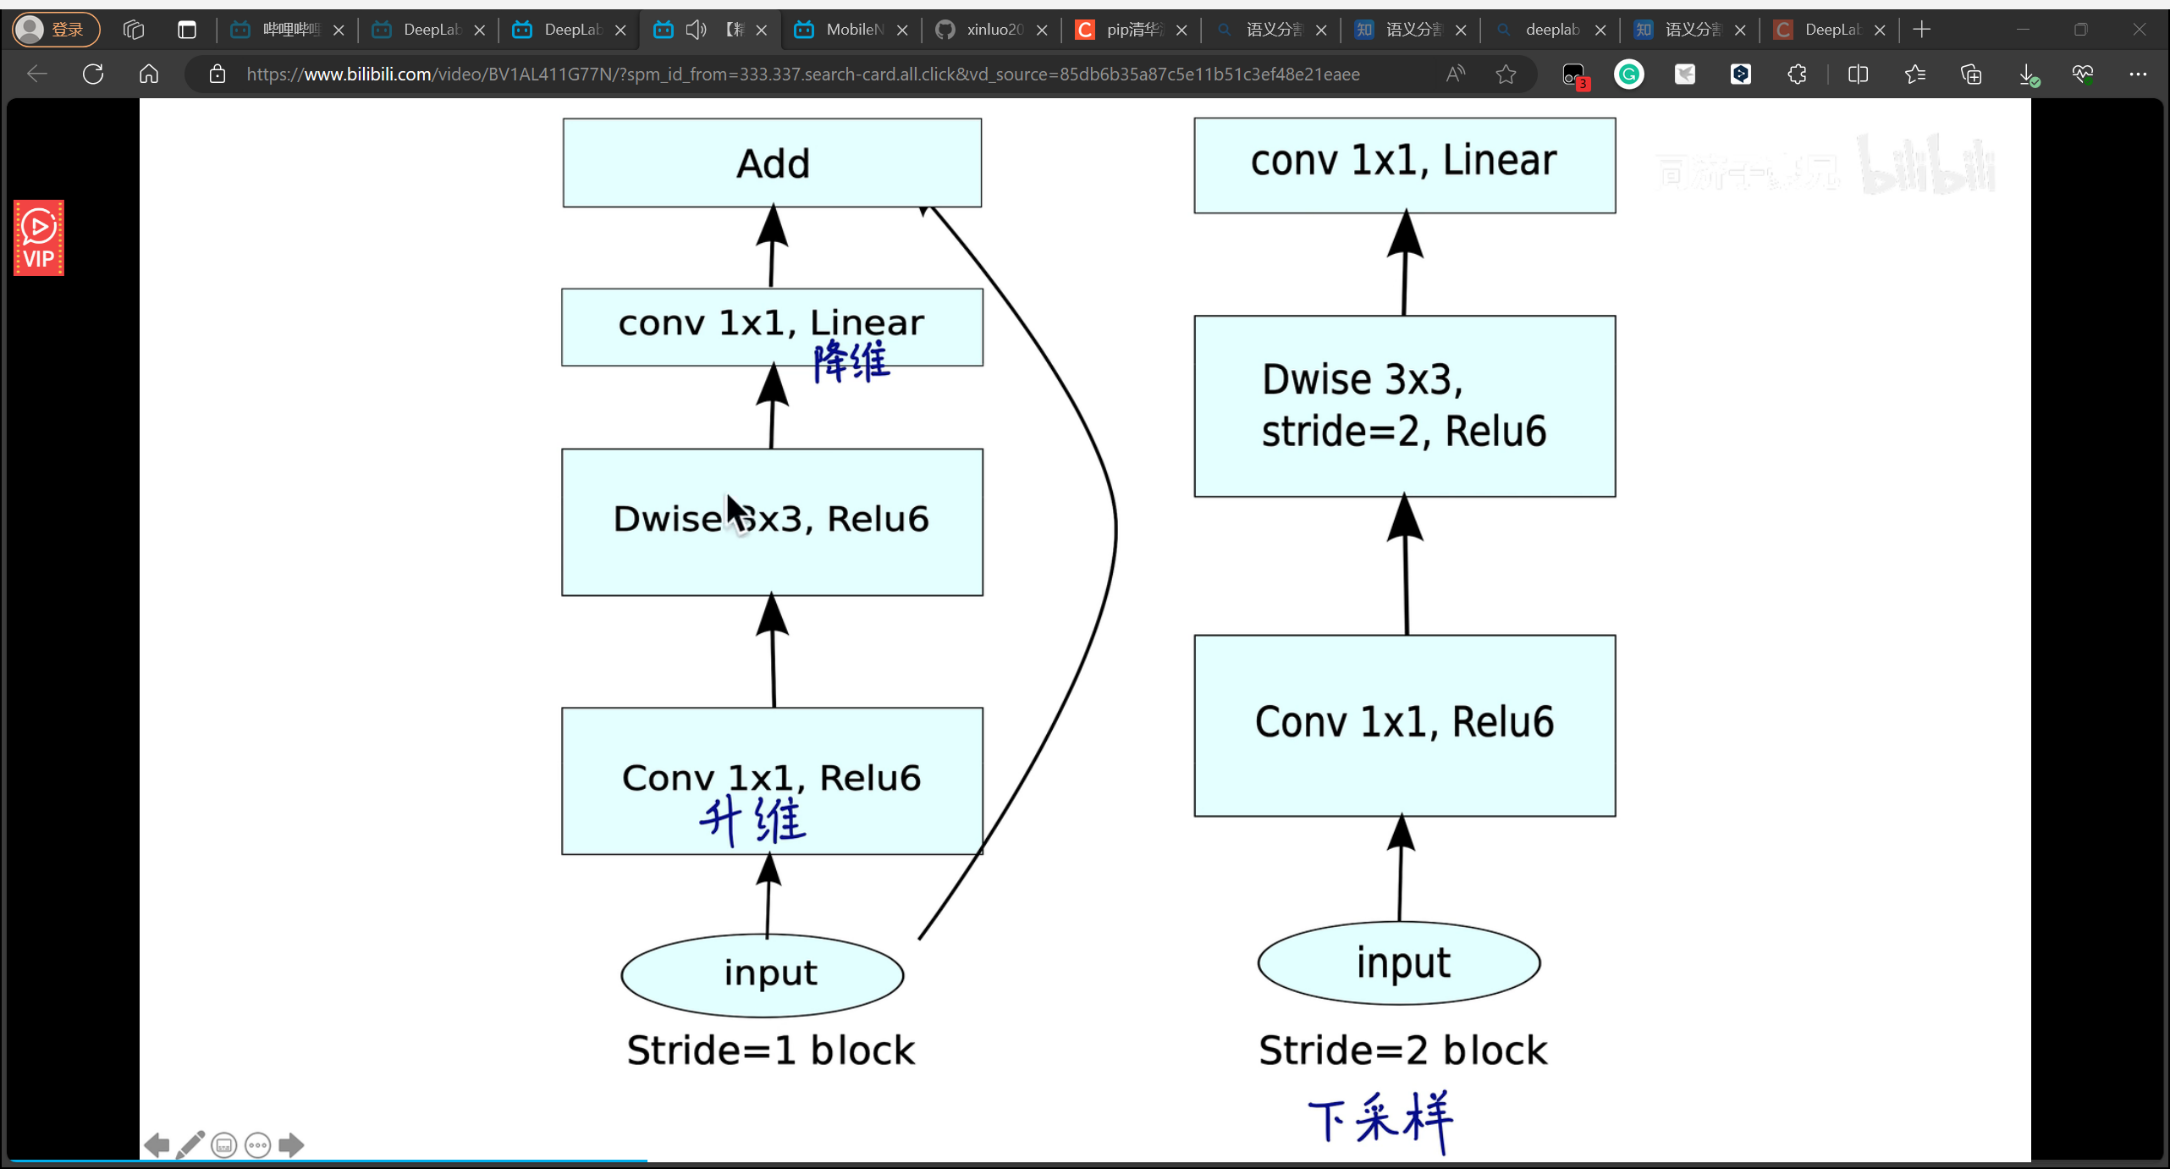 登录
哔哩哔哩
DeepLab
DeepLab
【精
MobileN
xinluo20
pip清华
语义分割
语义分割
deeplab
语义分割
DeepLab
https://www.bilibili.com/video/BV1AL411G77N/?spm_id_from=333.337.search-card.all.click&vd_source=85db6b35a87c5e11b51c3ef48e21eaee
3
VIP
bilibili
Add
conv 1x1, Linear
降维
Dwise 3x3, Relu6
Conv 1x1, Relu6
升维
input
Stride=1 block
conv 1x1, Linear
Dwise 3x3,
stride=2, Relu6
Conv 1x1, Relu6
input
Stride=2 block
下采样